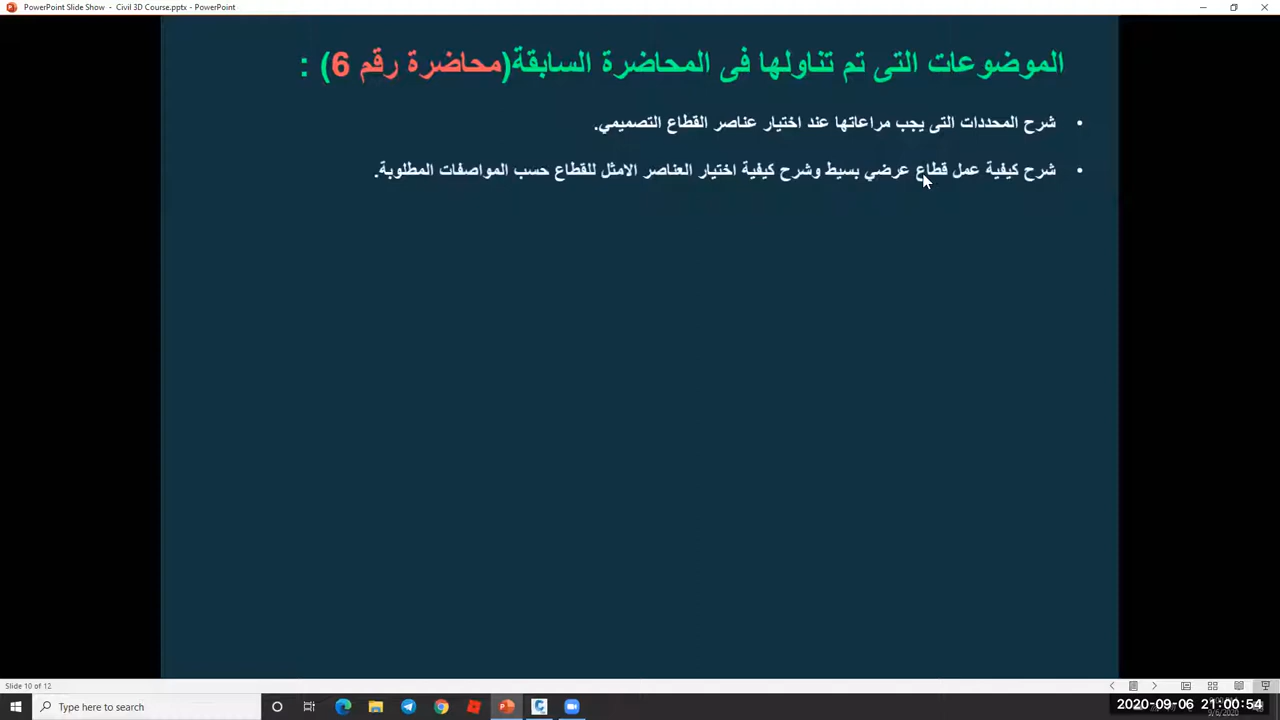 PowerPoint Slide Show - Civil 3D Course.pptx - PowerPoint
الموضوعات التى تم تناولها فى المحاضرة السابقة(محاضرة رقم 6) :
• شرح المحددات التى يجب مراعاتها عند اختيار عناصر القطاع التصميمي.
• شرح كيفية عمل قطاع عرضي بسيط وشرح كيفية اختيار العناصر الامثل للقطاع حسب المواصفات المطلوبة.
Slide 10 of 12
Type here to search
2020-09-06 21:00:54